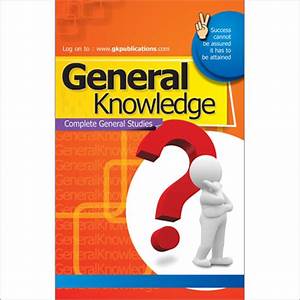 Success
cannot
be assured
it has to
be attained
Log on to : www.gkpublications.com
General
Knowledge
Complete General Studies
GeneralKnowledge